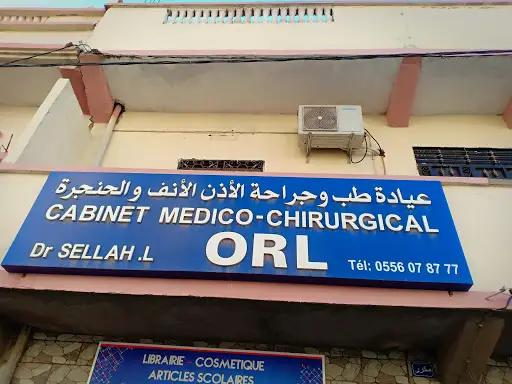 عيادة طب وجراحة الأذن الأنف والحنجرة
CABINET MEDICO-CHIRURGICAL
Dr SELLAH .L
ORL
Tél: 0556 07 87 77
LIBRAIRIE - COSMETIQUE
ARTICLES SCOLAIRES